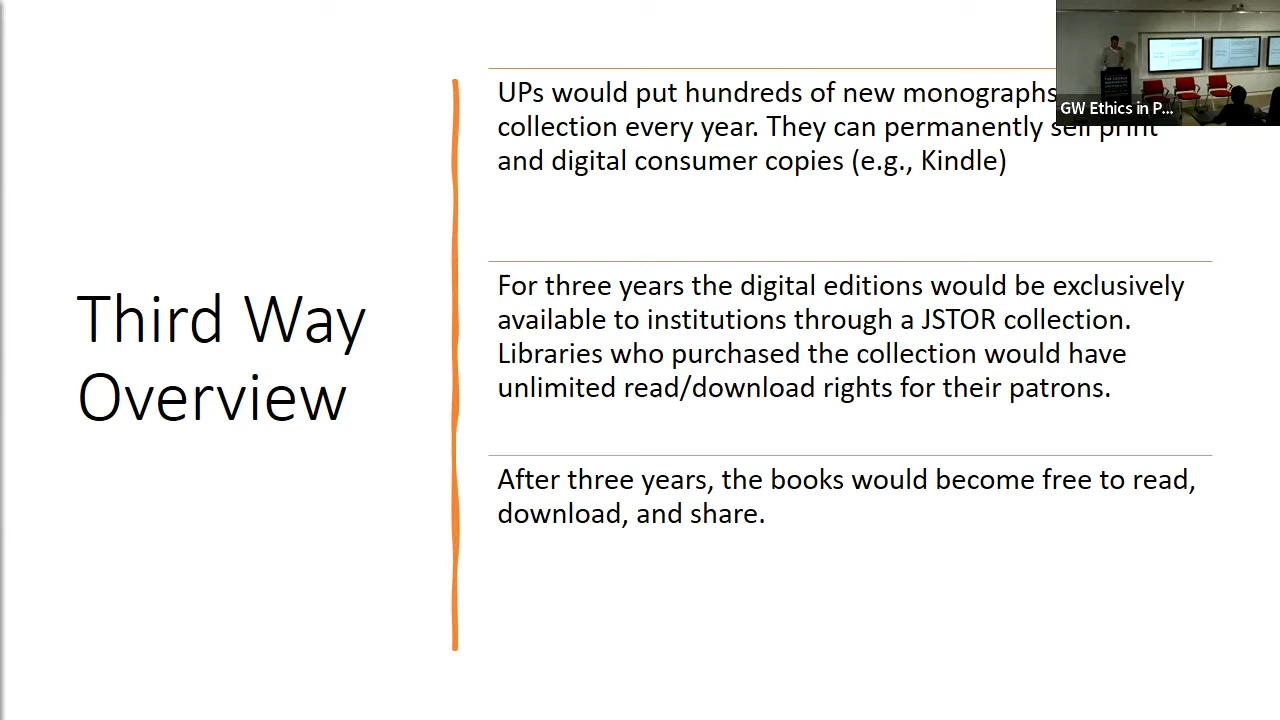 Third Way
Overview
UPs would put hundreds of new monographs
collection every year. They can permanently sell print
and digital consumer copies (e.g., Kindle)
For three years the digital editions would be exclusively
available to institutions through a JSTOR collection.
Libraries who purchased the collection would have
unlimited read/download rights for their patrons.
After three years, the books would become free to read,
download, and share.
GW Ethics in P...